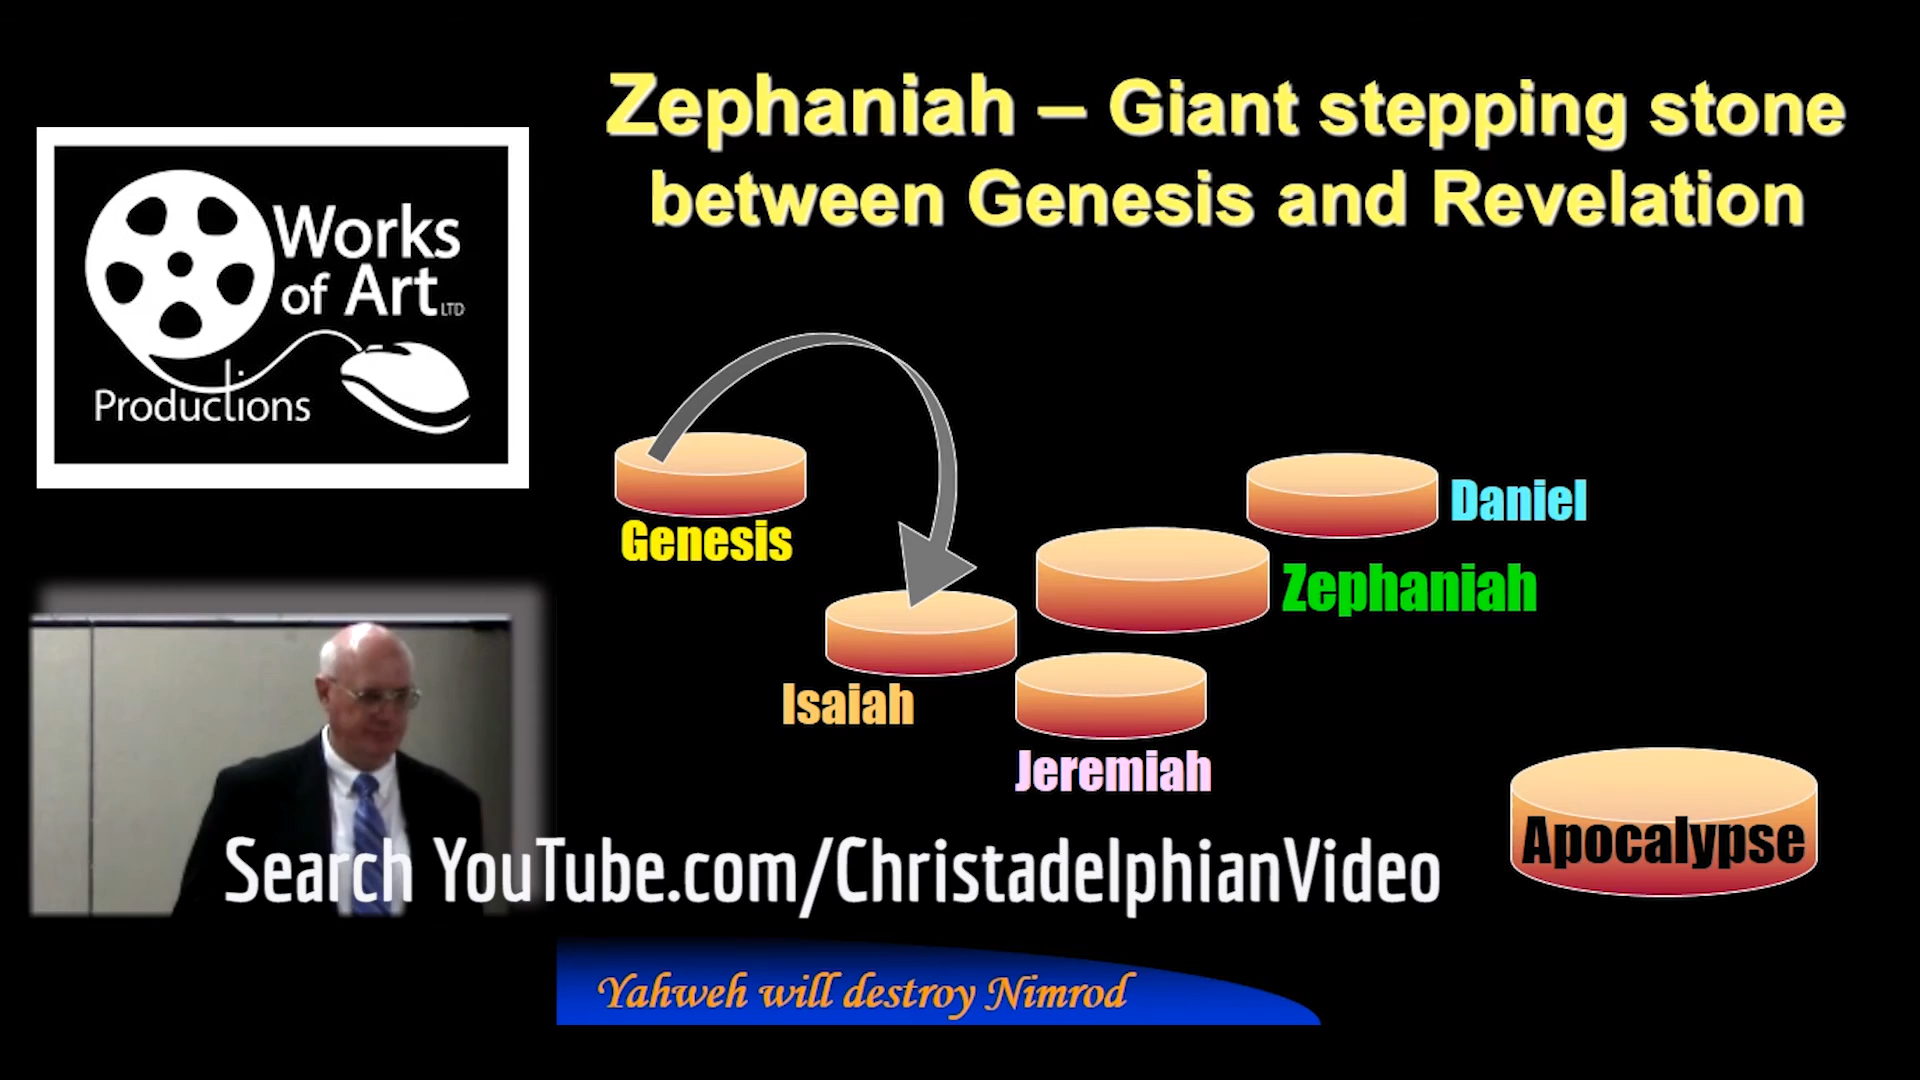 Zephaniah – Giant stepping stone
between Genesis and Revelation
Works
of Art LTD
Productions
Genesis
Daniel
Zephaniah
Isaiah
Jeremiah
Apocalypse
Search YouTube.com/ChristadelphianVideo
Yahweh will destroy Nimrod